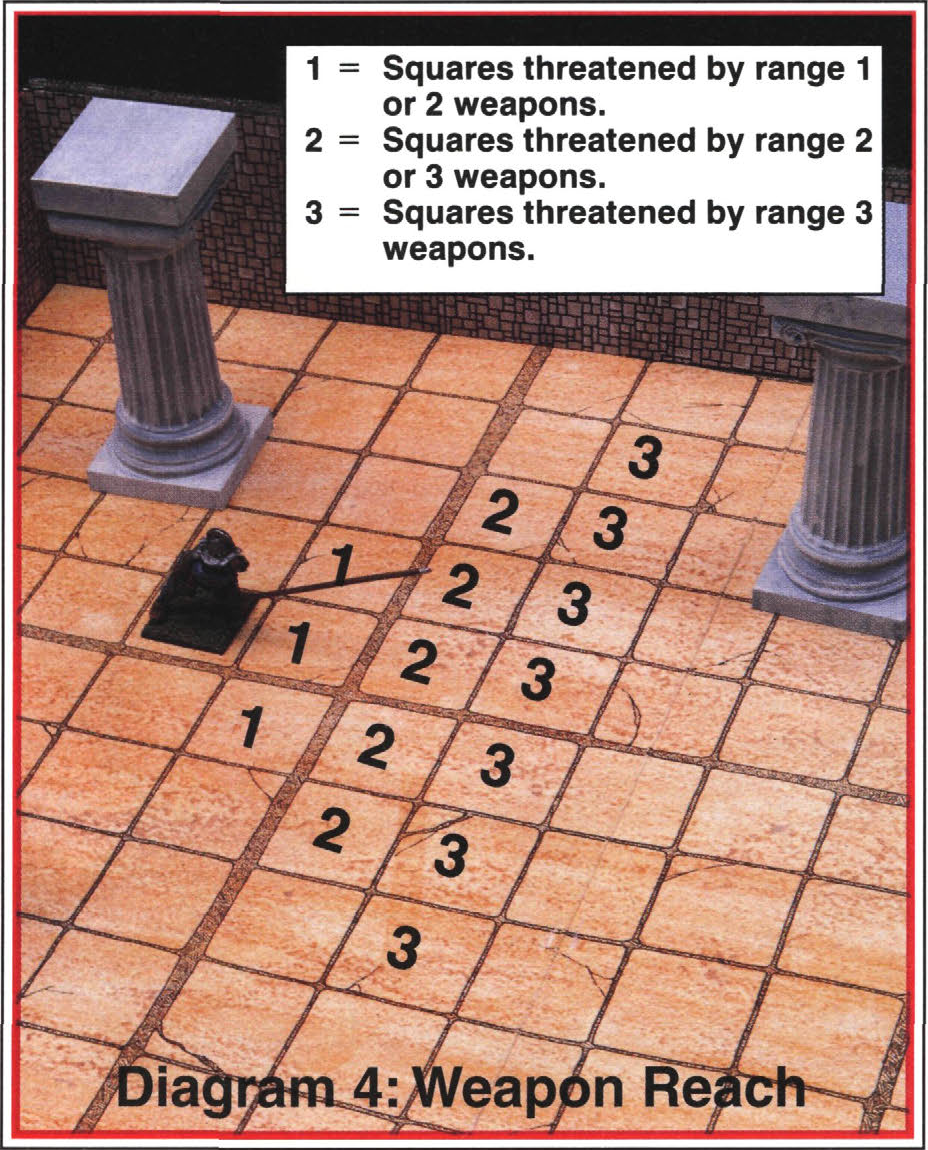 1 = Squares threatened by range 1
or 2 weapons.
2 = Squares threatened by range 2
or 3 weapons.
3 = Squares threatened by range 3
weapons.
3
2 3
1 2 3
1 2 3
1 2 3
2 3
3
Diagram 4: Weapon Reach